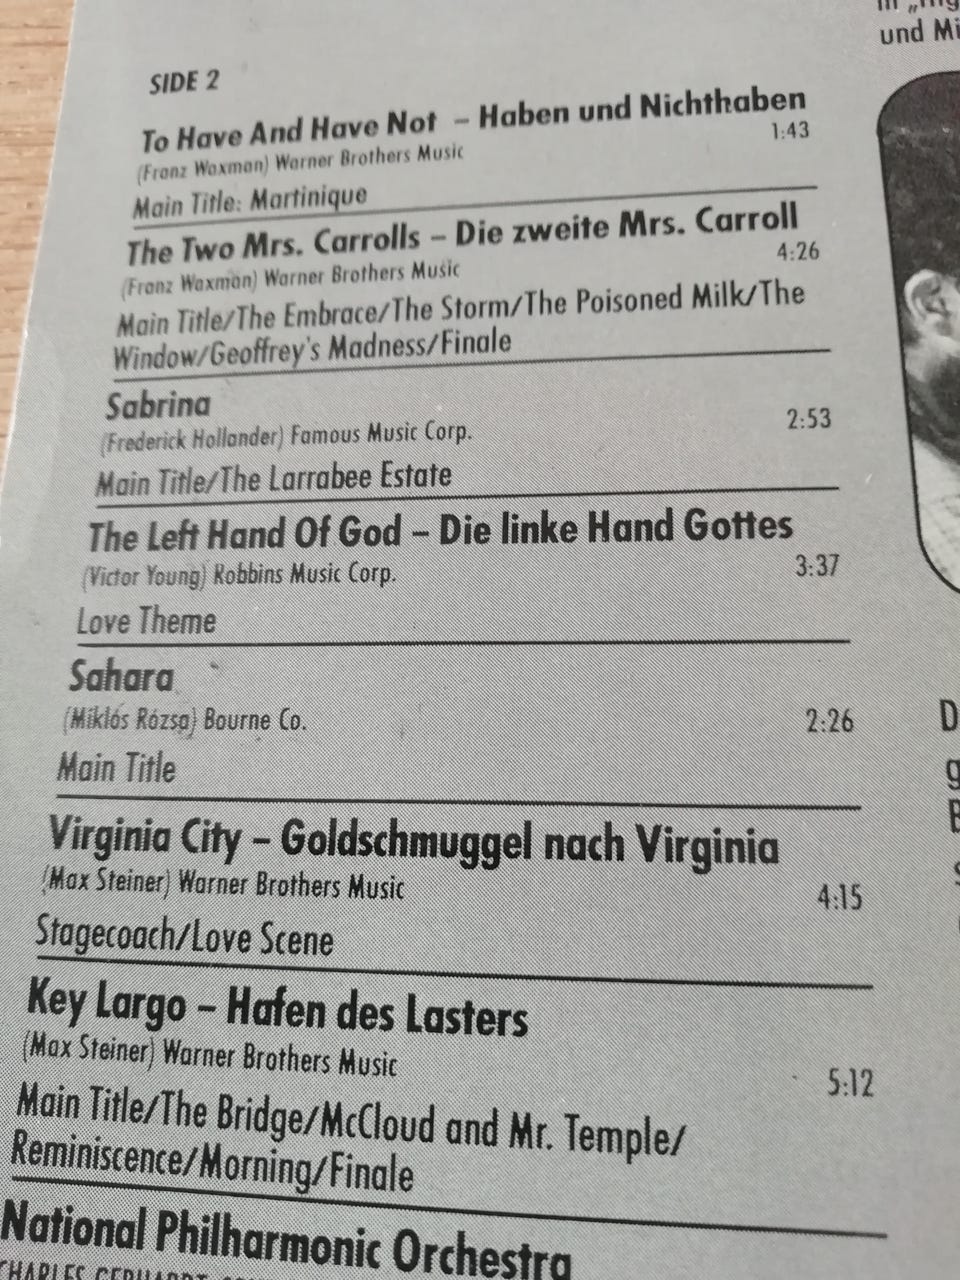 und
SIDE 2
To Have And Have Not – Haben und Nichthaben
1:43
(Franz Waxman) Warner Brothers Music
Main Title: Martinique
The Two Mrs. Carrolls – Die zweite Mrs. Carroll
4:26
(Franz Waxman) Warner Brothers Music
Main Title/The Embrace/The Storm/The Poisoned Milk/The
Window/Geoffrey's Madness/Finale
Sabrina
2:53
(Frederick Hollander) Famous Music Corp.
Main Title/The Larrabee Estate
The Left Hand Of God – Die linke Hand Gottes
3:37
(Victor Young) Robbins Music Corp.
Love Theme
Sahara
(Miklós Rózsa) Bourne Co.
2:26
Main Title
Virginia City – Goldschmuggel nach Virginia
(Max Steiner) Warner Brothers Music
4:15
Stagecoach/Love Scene
Key Largo – Hafen des Lasters
(Max Steiner) Warner Brothers Music
5:12
Main Title/The Bridge/McCloud and Mr. Temple/
Reminiscence/Morning/Finale
National Philharmonic Orchestra
CHARLES GERHARDT